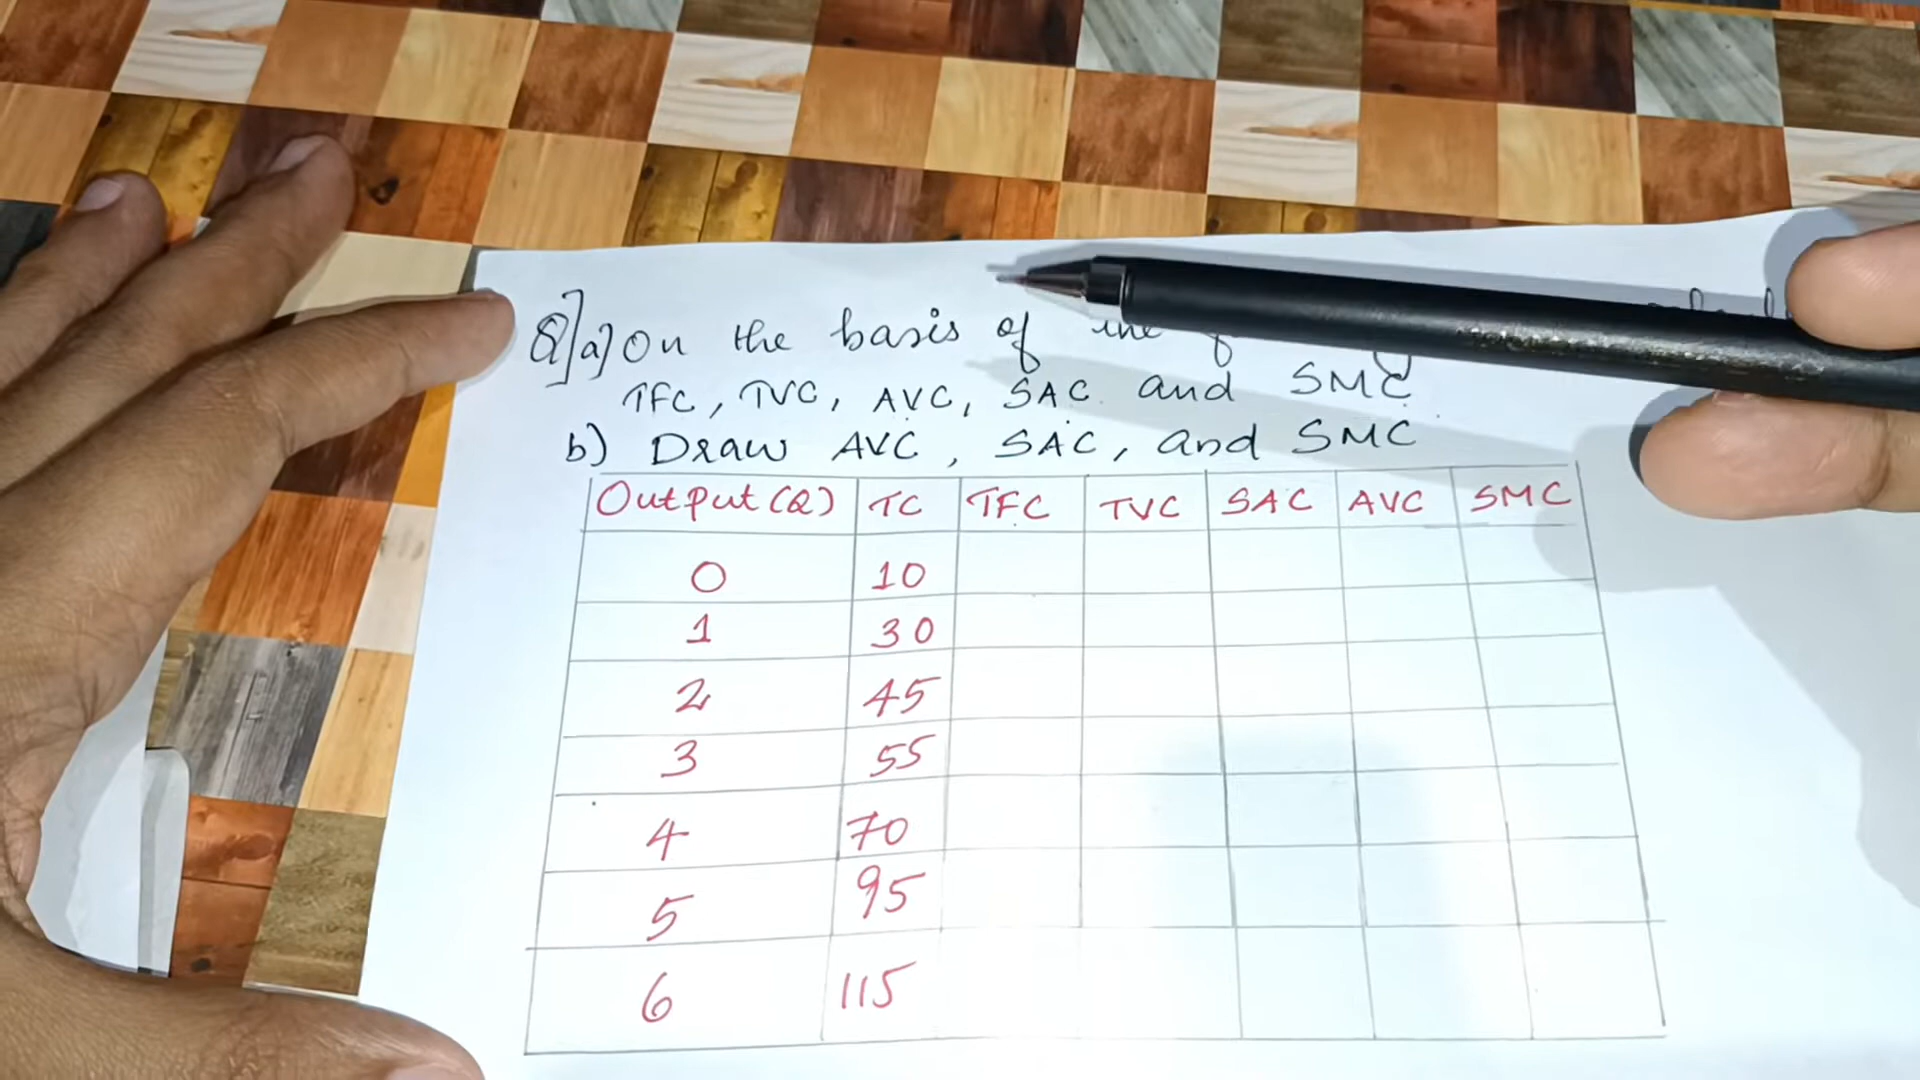 Q] a] On the basis of the
TFC, TVC, AVC, SAC and SMC
b) Draw AVC, SAC, and SMC
Output (Q) TC TFC TVC SAC AVC SMC
0 10
1 30
2 45
3 55
4 70
5 95
6 115